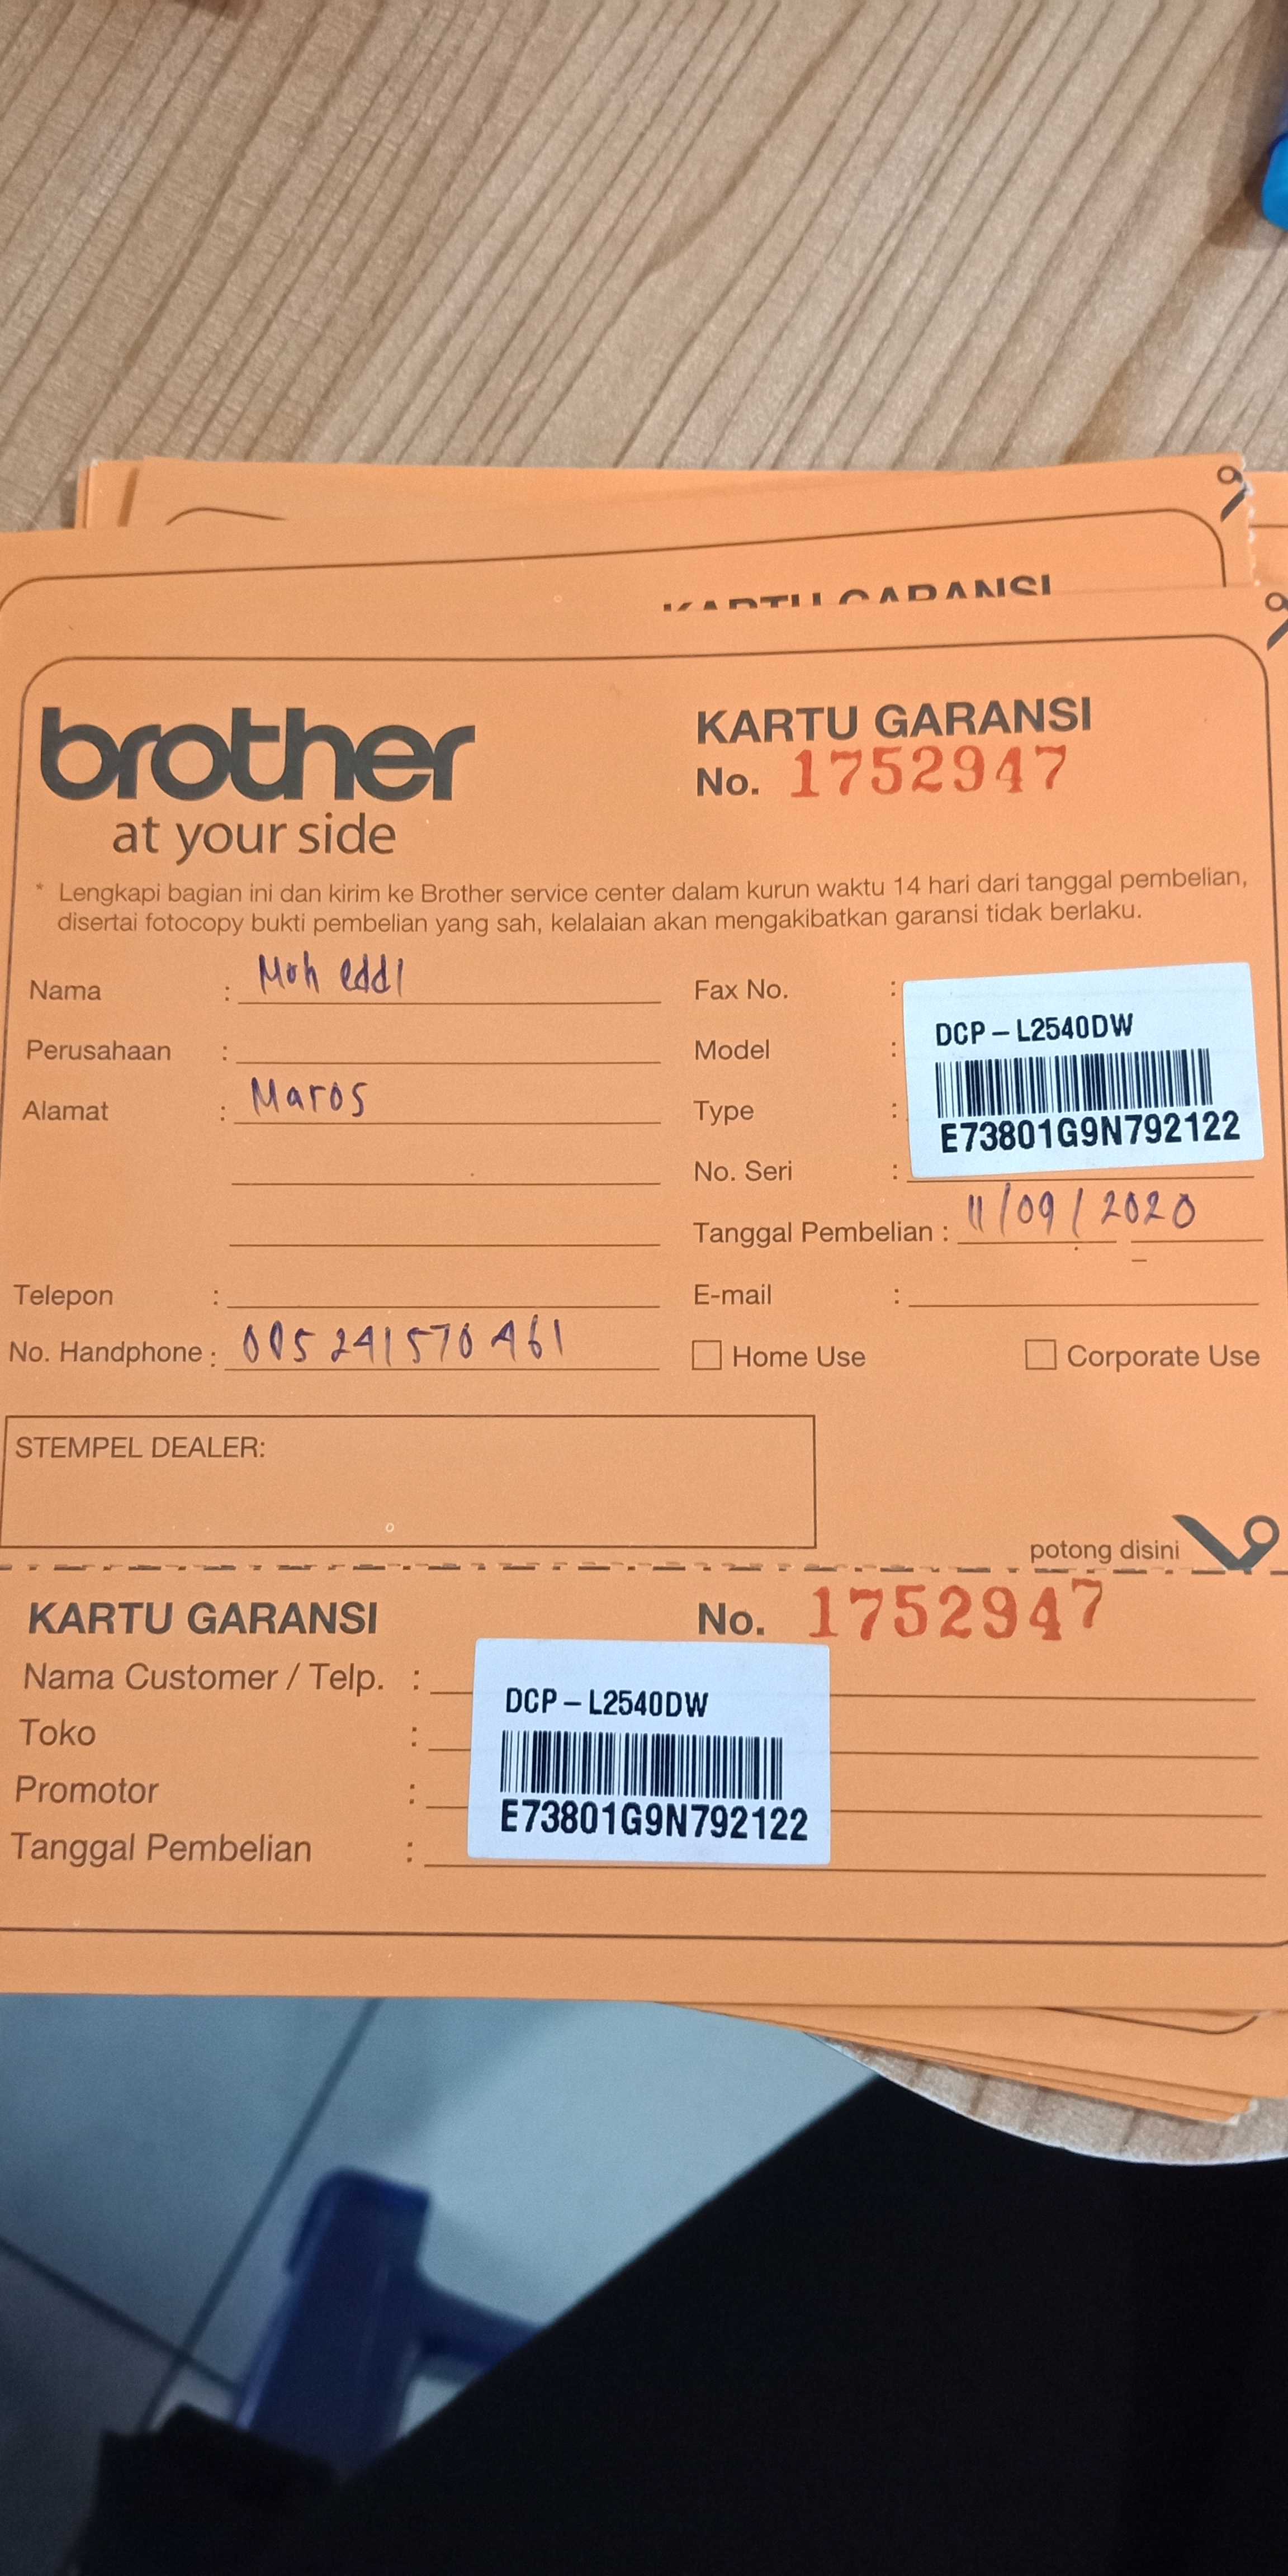 KARTU GARANSI
brother
at your side
KARTU GARANSI
No. 1752947
* Lengkapi bagian ini dan kirim ke Brother service center dalam kurun waktu 14 hari dari tanggal pembelian,
disertai fotocopy bukti pembelian yang sah, kelalaian akan mengakibatkan garansi tidak berlaku.
Nama : Moh eddi
Perusahaan :
Alamat : Maros
Telepon :
No. Handphone :
Fax No. :
Model :
Type :
No. Seri :
DCP – L2540DW
E73801G9N792122
Tanggal Pembelian : 11/09/2020
E-mail :
Home Use
Corporate Use
STEMPEL DEALER:
potong disini
KARTU GARANSI
No. 1752947
Nama Customer / Telp. :
Toko :
Promotor :
Tanggal Pembelian :
DCP – L2540DW
E73801G9N792122